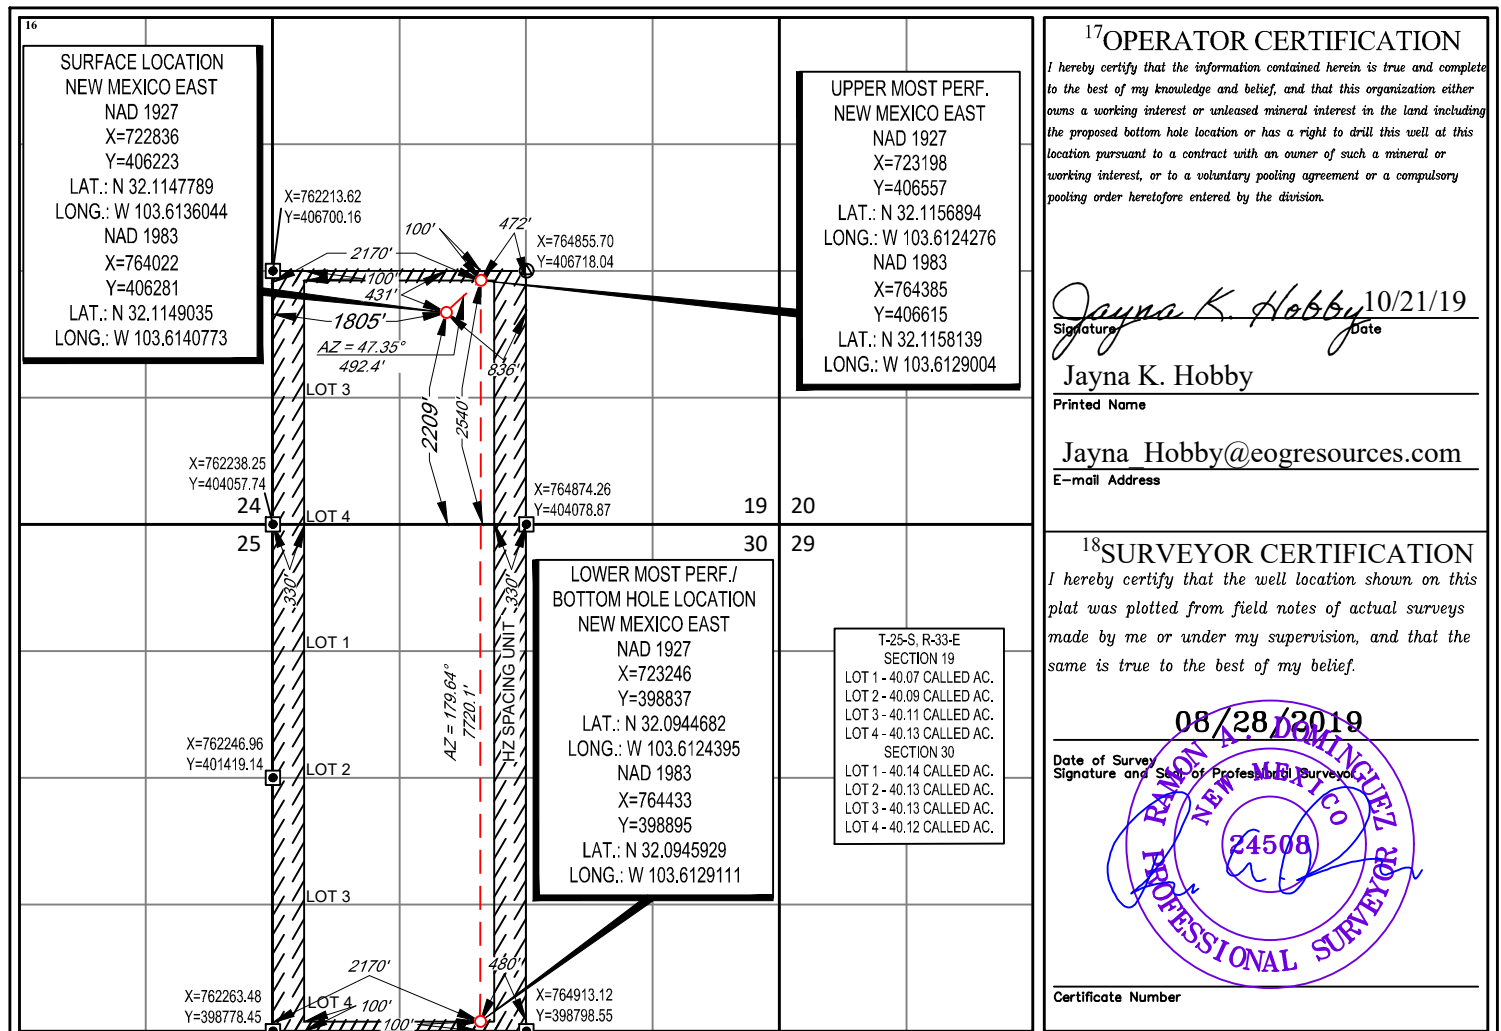 16
SURFACE LOCATION
NEW MEXICO EAST
NAD 1927
X=722836
Y=406223
LAT.: N 32.1147789
LONG.: W 103.6136044
NAD 1983
X=764022
Y=406281
LAT.: N 32.1149035
LONG.: W 103.6140773
X=762213.62
Y=406700.16
100'
472'
2170'
X=764855.70
Y=406718.04
100'
431'
1805'
AZ = 47.35°
492.4'
836'
2209'
2540'
UPPER MOST PERF.
NEW MEXICO EAST
NAD 1927
X=723198
Y=406557
LAT.: N 32.1156894
LONG.: W 103.6124276
NAD 1983
X=764385
Y=406615
LAT.: N 32.1158139
LONG.: W 103.6129004
LOT 3
X=762238.25
Y=404057.74
X=764874.26
Y=404078.87
24
LOT 4
19
20
25
30
29
330'
330'
LOT 1
HZ SPACING UNIT
AZ = 179.64°
7720.1'
LOWER MOST PERF./
BOTTOM HOLE LOCATION
NEW MEXICO EAST
NAD 1927
X=723246
Y=398837
LAT.: N 32.0944682
LONG.: W 103.6124395
NAD 1983
X=764433
Y=398895
LAT.: N 32.0945929
LONG.: W 103.6129111
T-25-S, R-33-E
SECTION 19
LOT 1 - 40.07 CALLED AC.
LOT 2 - 40.09 CALLED AC.
LOT 3 - 40.11 CALLED AC.
LOT 4 - 40.13 CALLED AC.
SECTION 30
LOT 1 - 40.14 CALLED AC.
LOT 2 - 40.13 CALLED AC.
LOT 3 - 40.13 CALLED AC.
LOT 4 - 40.12 CALLED AC.
X=762246.96
Y=401419.14
LOT 2
LOT 3
2170'
480'
X=762263.48
Y=398778.45
LOT 4
100'
100'
X=764913.12
Y=398798.55
17 OPERATOR CERTIFICATION
I hereby certify that the information contained herein is true and complete
to the best of my knowledge and belief, and that this organization either
owns a working interest or unleased mineral interest in the land including
the proposed bottom hole location or has a right to drill this well at this
location pursuant to a contract with an owner of such a mineral or
working interest, or to a voluntary pooling agreement or a compulsory
pooling order heretofore entered by the division.
Jayna K. Hobby 10/21/19
Signature Date
Jayna K. Hobby
Printed Name
Jayna_Hobby@eogresources.com
E-mail Address
18 SURVEYOR CERTIFICATION
I hereby certify that the well location shown on this
plat was plotted from field notes of actual surveys
made by me or under my supervision, and that the
same is true to the best of my belief.
08/28/2019
Date of Survey
Signature and Seal of Professional Surveyor:
RAMON A. DOMINGUEZ
NEW MEXICO
24508
PROFESSIONAL SURVEYOR
Certificate Number